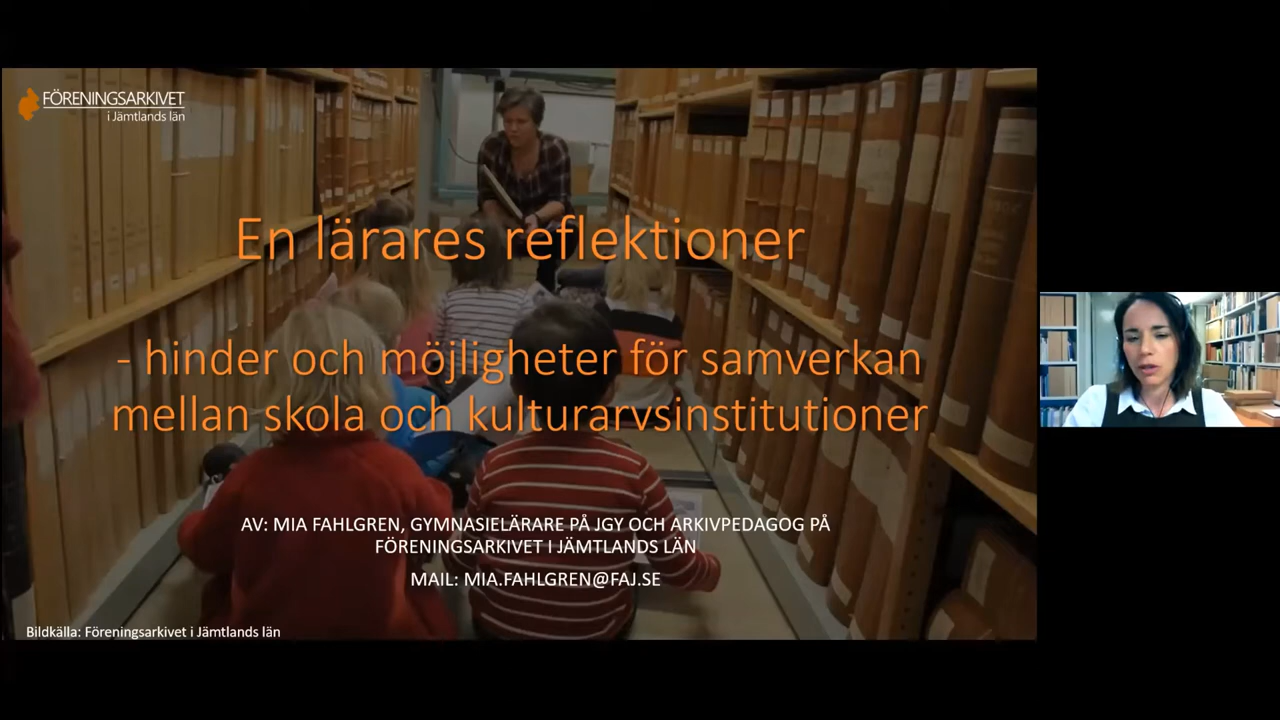 FÖRENINGSARKIVET
i Jämtlands län
En lärares reflektioner
- hinder och möjligheter för samverkan
mellan skola och kulturarvsinstitutioner
AV: MIA FAHLGREN, GYMNASIELÄRARE PÅ JGY OCH ARKIVPEDAGOG PÅ
FÖRENINGSARKIVET I JÄMTLANDS LÄN
MAIL: MIA.FAHLGREN@FAJ.SE
Bildkälla: Föreningsarkivet i Jämtlands län